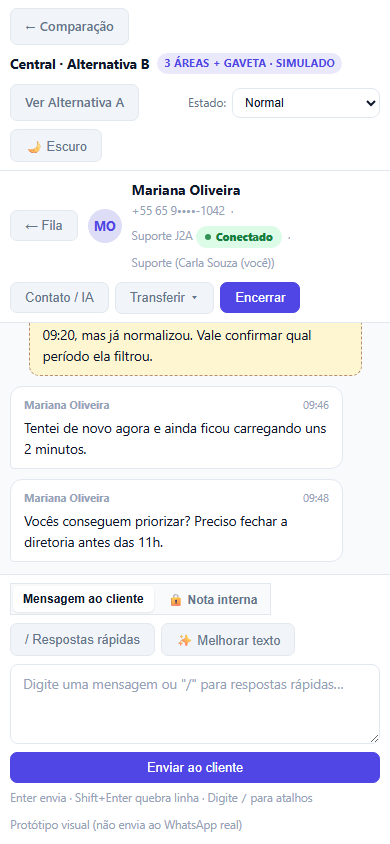 ← Comparação
Central · Alternativa B 3 ÁREAS + GAVETA · SIMULADO
Ver Alternativa A Estado: Normal
🌙 Escuro
← Fila
MO
Mariana Oliveira
+55 65 9••••-1042 ·
Suporte J2A ● Conectado ·
Suporte (Carla Souza (você))
Contato / IA Transferir ▾ Encerrar
09:20, mas já normalizou. Vale confirmar qual
período ela filtrou.
Mariana Oliveira 09:46
Tentei de novo agora e ainda ficou carregando uns
2 minutos.
Mariana Oliveira 09:48
Vocês conseguem priorizar? Preciso fechar a
diretoria antes das 11h.
Mensagem ao cliente 🔒 Nota interna
/ Respostas rápidas ✨ Melhorar texto
Digite uma mensagem ou "/" para respostas rápidas...
Enviar ao cliente
Enter envia · Shift+Enter quebra linha · Digite / para atalhos
Protótipo visual (não envia ao WhatsApp real)